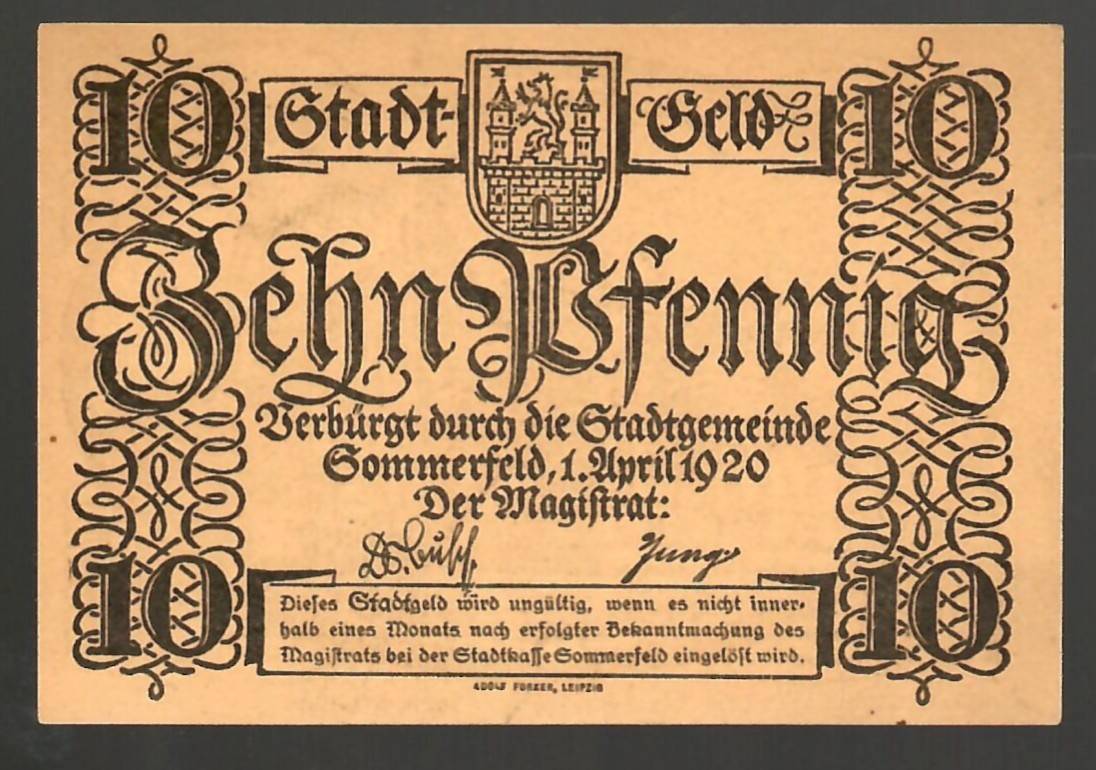 10 Stadt- Geld 10
Zehn Pfennig
Verbürgt durch die Stadtgemeinde
Sommerfeld, 1. April 1920
Der Magistrat:
Busch Jung
10 10
Dieses Stadtgeld wird ungültig, wenn es nicht inner-
halb eines Monats nach erfolgter Bekanntmachung des
Magistrats bei der Stadtkasse Sommerfeld eingelöst wird.
ADOLF FORKER, LEIPZIG